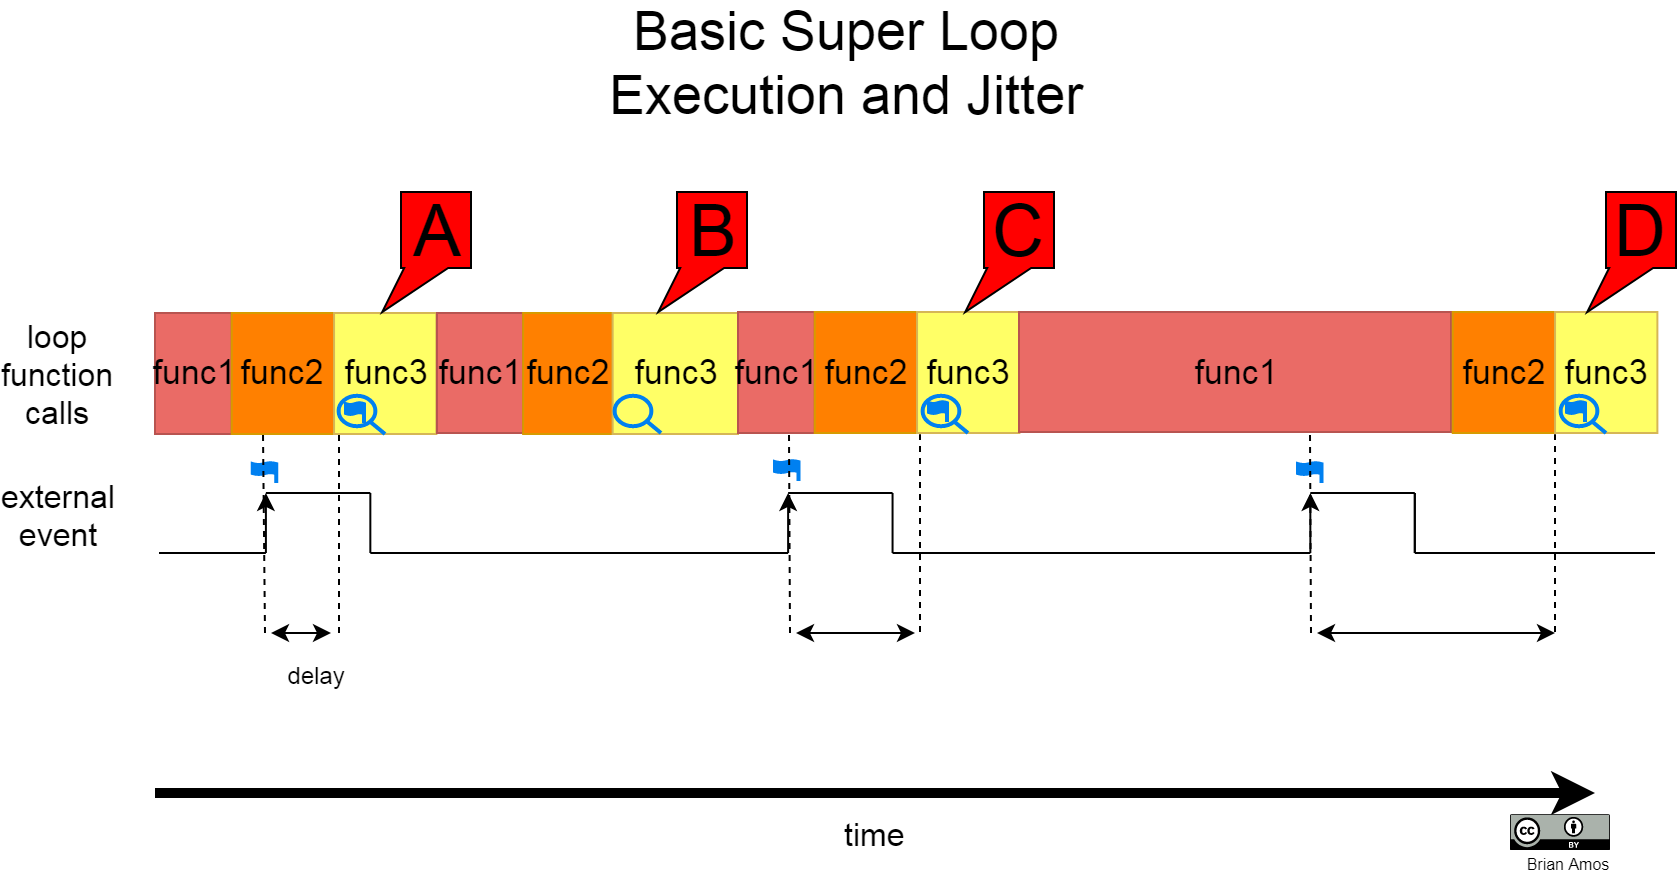 Basic Super Loop
Execution and Jitter
A
B
C
D
loop
function
calls
func1
func2
func3
func1
func2
func3
func1
func2
func3
func1
func2
func3
external
event
delay
time
cc
BY
Brian Amos